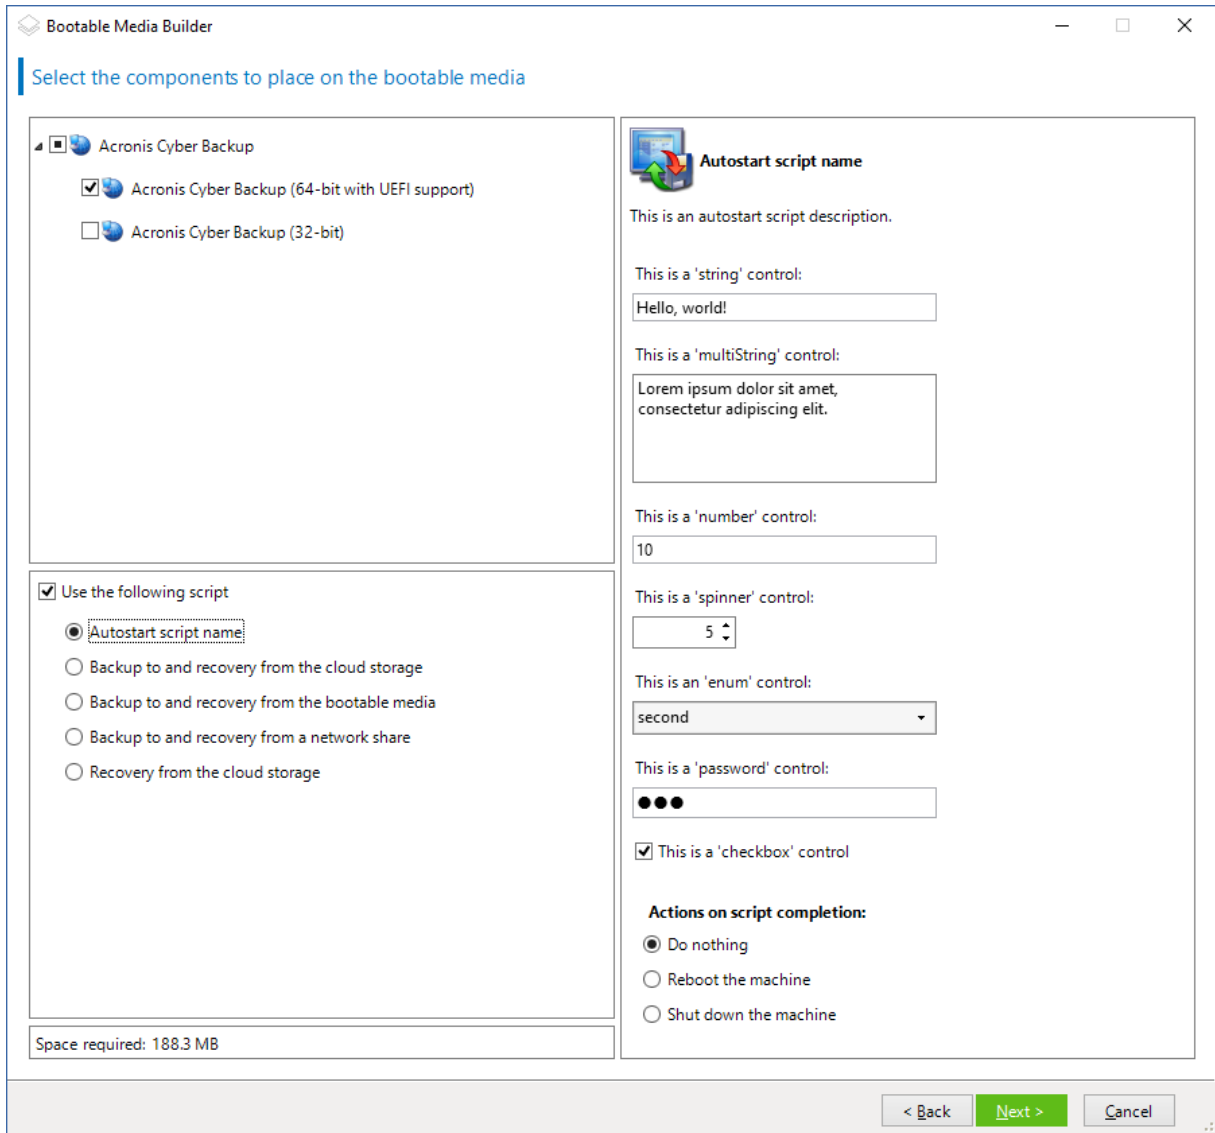 Bootable Media Builder
Select the components to place on the bootable media
Acronis Cyber Backup
Acronis Cyber Backup (64-bit with UEFI support)
Acronis Cyber Backup (32-bit)
Use the following script
Autostart script name
Backup to and recovery from the cloud storage
Backup to and recovery from the bootable media
Backup to and recovery from a network share
Recovery from the cloud storage
Space required: 188.3 MB
Autostart script name
This is an autostart script description.
This is a 'string' control:
Hello, world!
This is a 'multiString' control:
Lorem ipsum dolor sit amet,
consectetur adipiscing elit.
This is a 'number' control:
10
This is a 'spinner' control:
5
This is an 'enum' control:
second
This is a 'password' control:
●●●
This is a 'checkbox' control
Actions on script completion:
Do nothing
Reboot the machine
Shut down the machine
< Back
Next >
Cancel